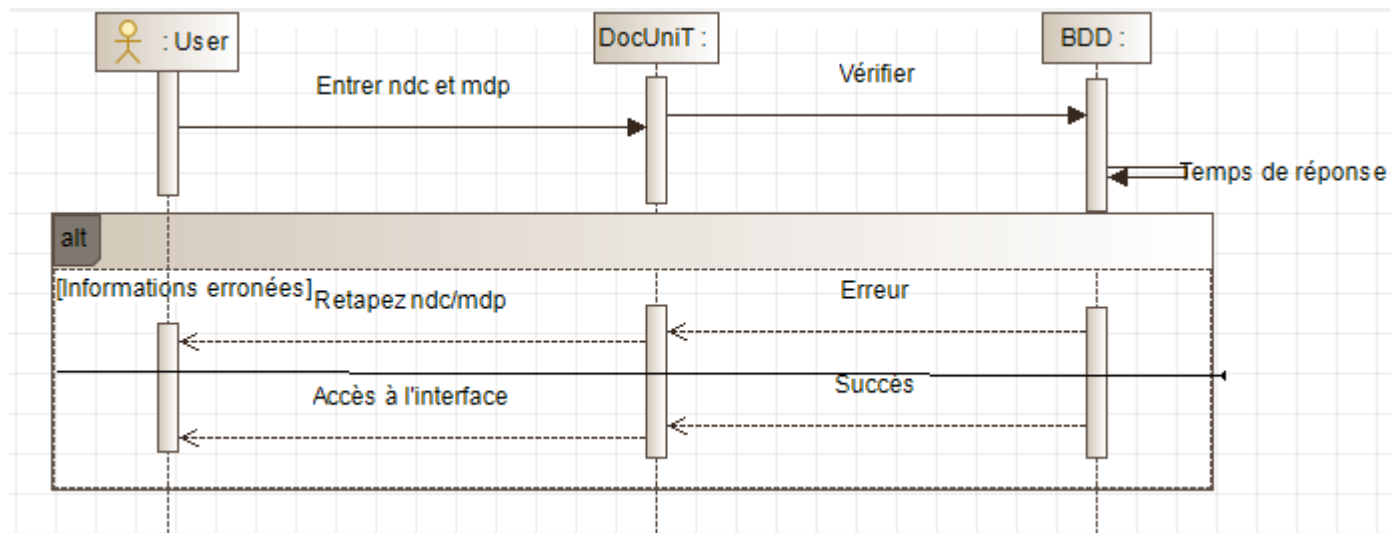 : User
DocUniT :
BDD :
Entrer ndc et mdp
Vérifier
Temps de réponse
alt
[Informations erronées]
Retapez ndc/mdp
Erreur
Accès à l'interface
Succès